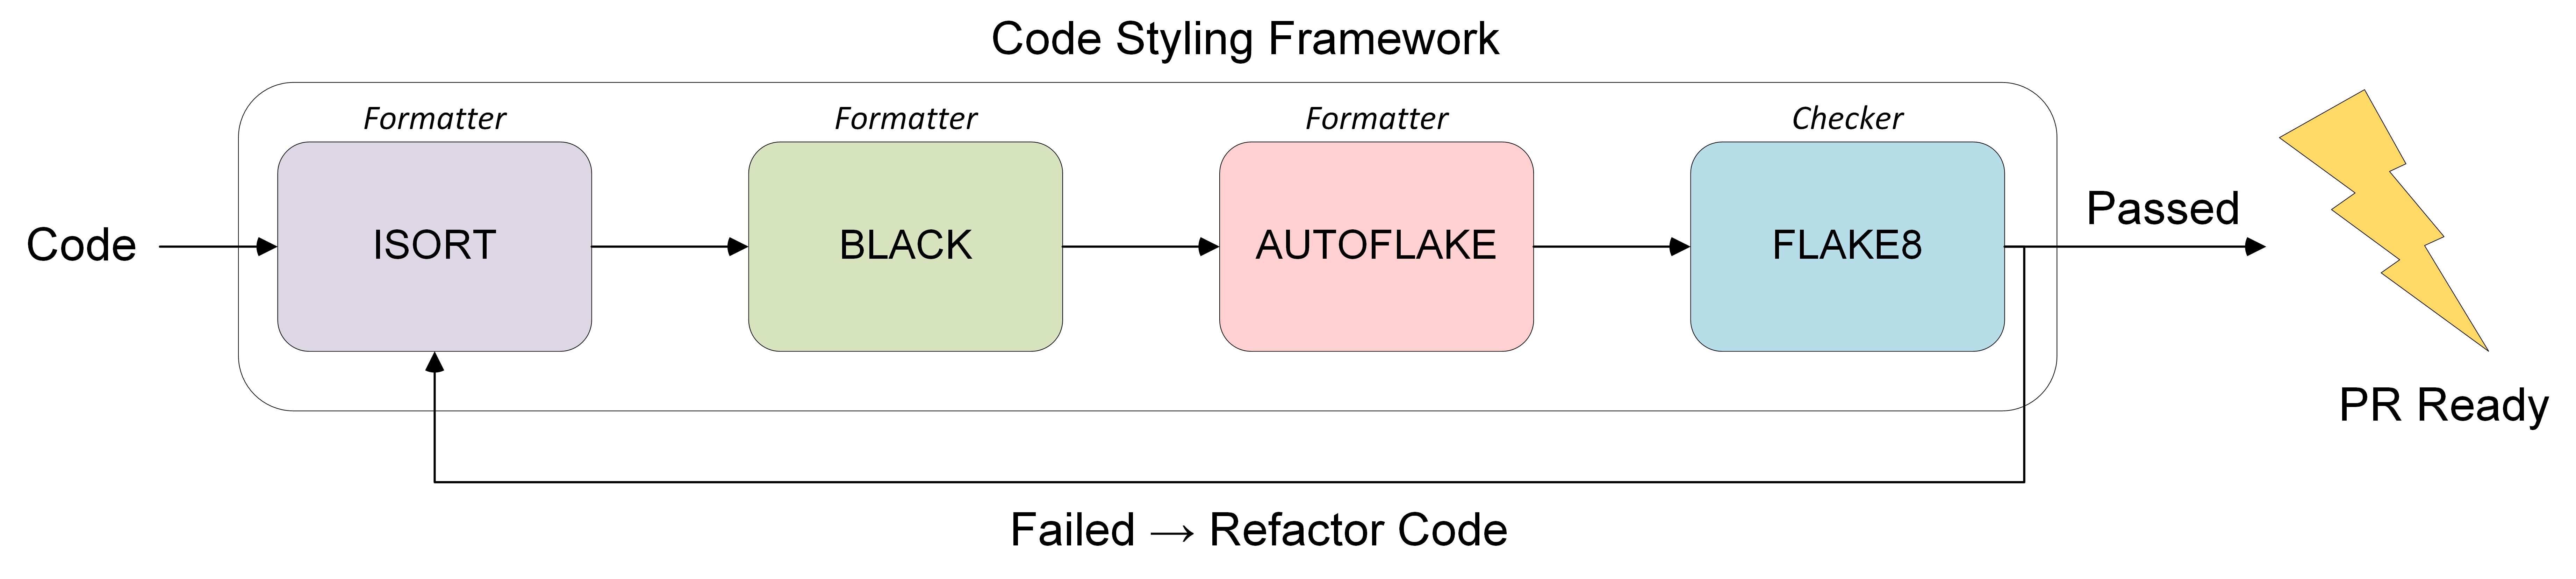 Code Styling Framework
Formatter
Formatter
Formatter
Checker
Code
ISORT
BLACK
AUTOFLAKE
FLAKE8
Passed
PR Ready
Failed → Refactor Code